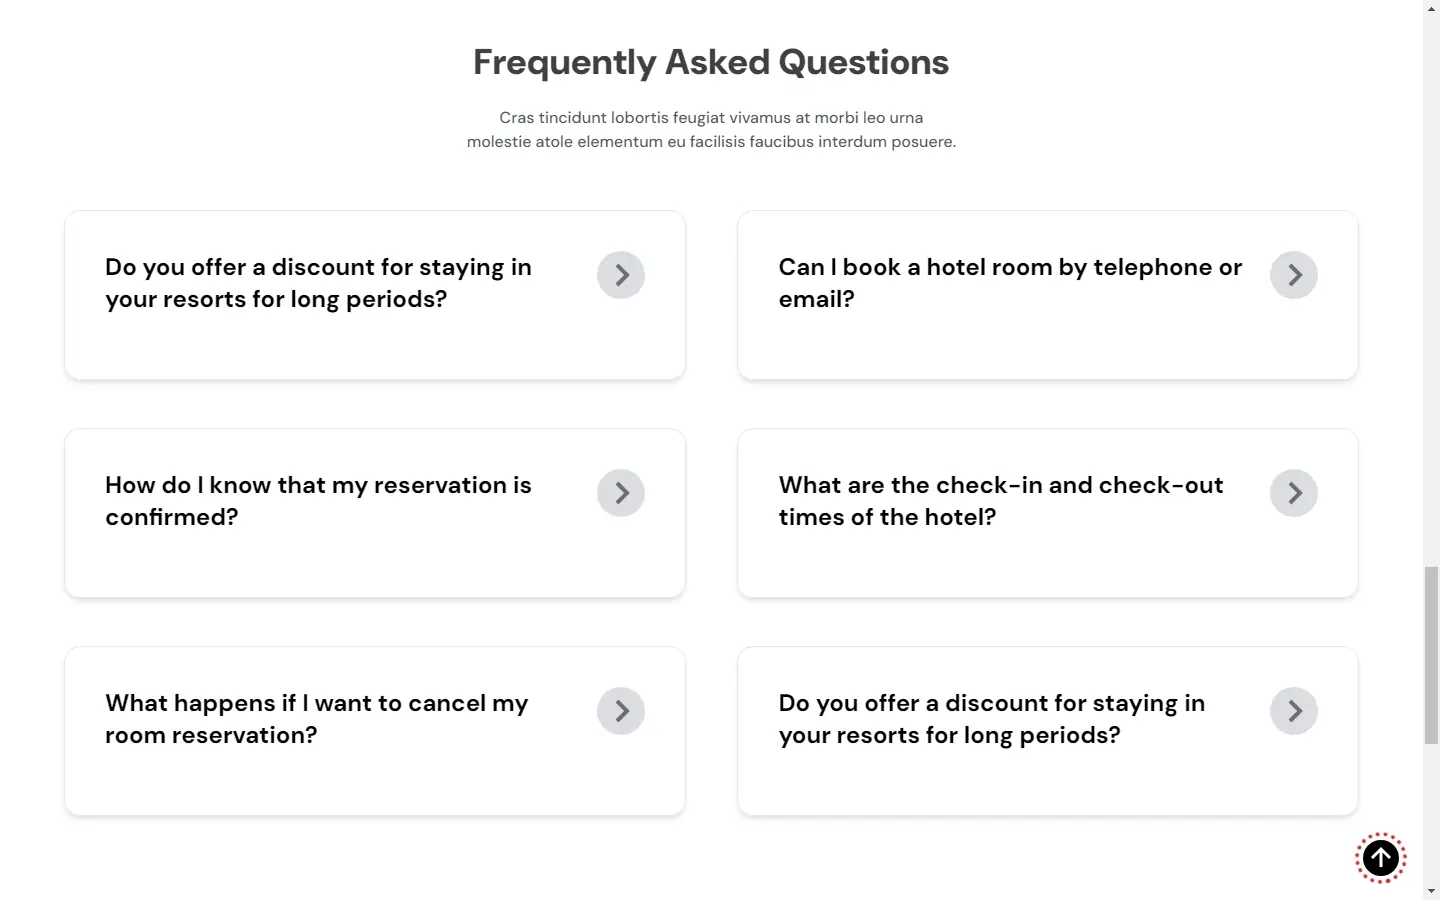 Frequently Asked Questions
Cras tincidunt lobortis feugiat vivamus at morbi leo urna
molestie atole elementum eu facilisis faucibus interdum posuere.
Do you offer a discount for staying in
your resorts for long periods?
Can I book a hotel room by telephone or
email?
How do I know that my reservation is
confirmed?
What are the check-in and check-out
times of the hotel?
What happens if I want to cancel my
room reservation?
Do you offer a discount for staying in
your resorts for long periods?